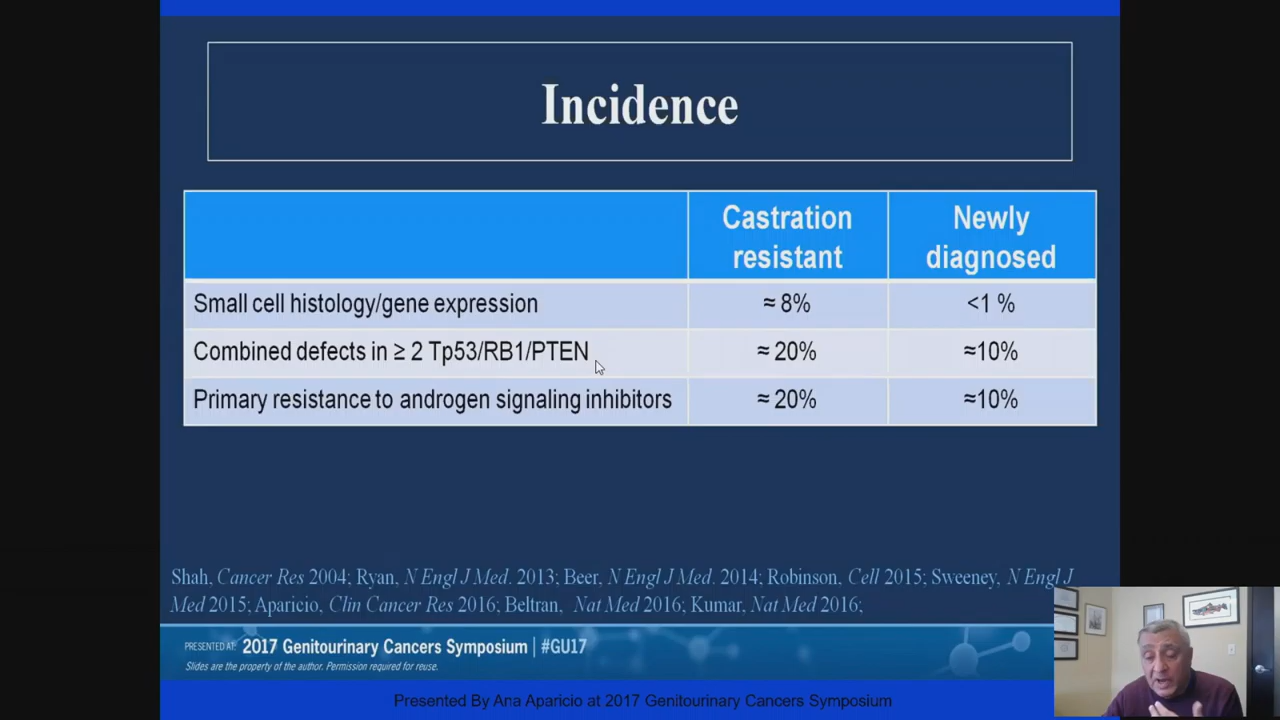 Incidence
Castration resistant
Newly diagnosed
Small cell histology/gene expression ≈ 8% <1 %
Combined defects in ≥ 2 Tp53/RB1/PTEN ≈ 20% ≈10%
Primary resistance to androgen signaling inhibitors ≈ 20% ≈10%
Shah, Cancer Res 2004; Ryan, N Engl J Med. 2013; Beer, N Engl J Med. 2014; Robinson, Cell 2015; Sweeney, N Engl J
Med 2015; Aparicio, Clin Cancer Res 2016; Beltran, Nat Med 2016; Kumar, Nat Med 2016;
PRESENTED AT: 2017 Genitourinary Cancers Symposium | #GU17
Slides are the property of the author. Permission required for reuse.
Presented By Ana Aparicio at 2017 Genitourinary Cancers Symposium